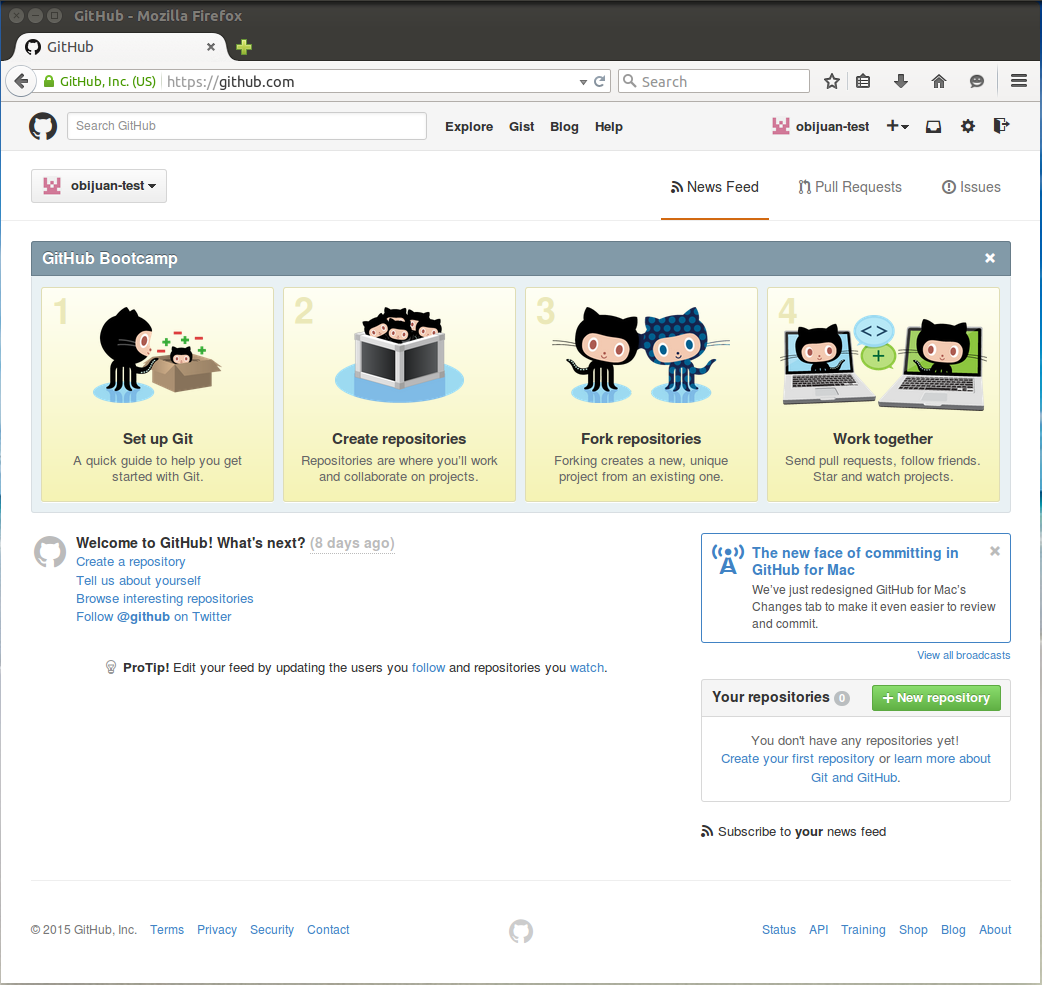 GitHub - Mozilla Firefox
GitHub
GitHub, Inc. (US) https://github.com Search
Search GitHub Explore Gist Blog Help obijuan-test
obijuan-test News Feed Pull Requests Issues
GitHub Bootcamp
1
Set up Git
A quick guide to help you get
started with Git.
2
Create repositories
Repositories are where you'll work
and collaborate on projects.
3
Fork repositories
Forking creates a new, unique
project from an existing one.
4
<>
+
Work together
Send pull requests, follow friends.
Star and watch projects.
Welcome to GitHub! What's next? (8 days ago)
Create a repository
Tell us about yourself
Browse interesting repositories
Follow @github on Twitter
ProTip! Edit your feed by updating the users you follow and repositories you watch.
The new face of committing in
GitHub for Mac
We've just redesigned GitHub for Mac's
Changes tab to make it even easier to review
and commit.
View all broadcasts
Your repositories 0 + New repository
You don't have any repositories yet!
Create your first repository or learn more about
Git and GitHub.
Subscribe to your news feed
© 2015 GitHub, Inc. Terms Privacy Security Contact Status API Training Shop Blog About